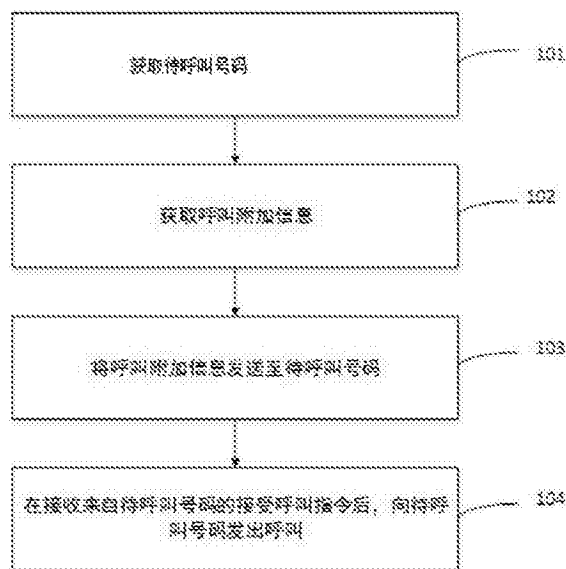 获取待呼叫号码
101
获取呼叫附加信息
102
将呼叫附加信息发送至待呼叫号码
103
在接收来自待呼叫号码的接受呼叫指令后，向待呼
叫号码发出呼叫
104